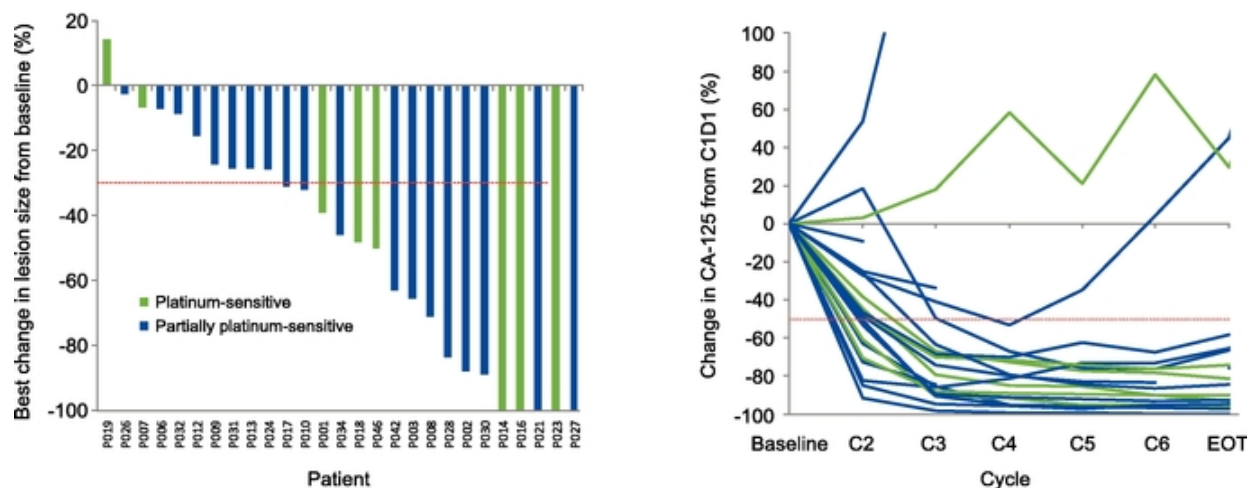 Best change in lesion size from baseline (%)
20
0
-20
-40
-60
-80
-100
Platinum-sensitive
Partially platinum-sensitive
P019 P026 P007 P006 P032 P012 P009 P031 P013 P024 P017 P010 P001 P034 P018 P046 P042 P003 P008 P028 P002 P030 P014 P016 P021 P023 P027
Patient
Change in CA-125 from C1D1 (%)
100
80
60
40
20
0
-20
-40
-60
-80
-100
Baseline C2 C3 C4 C5 C6 EOT
Cycle